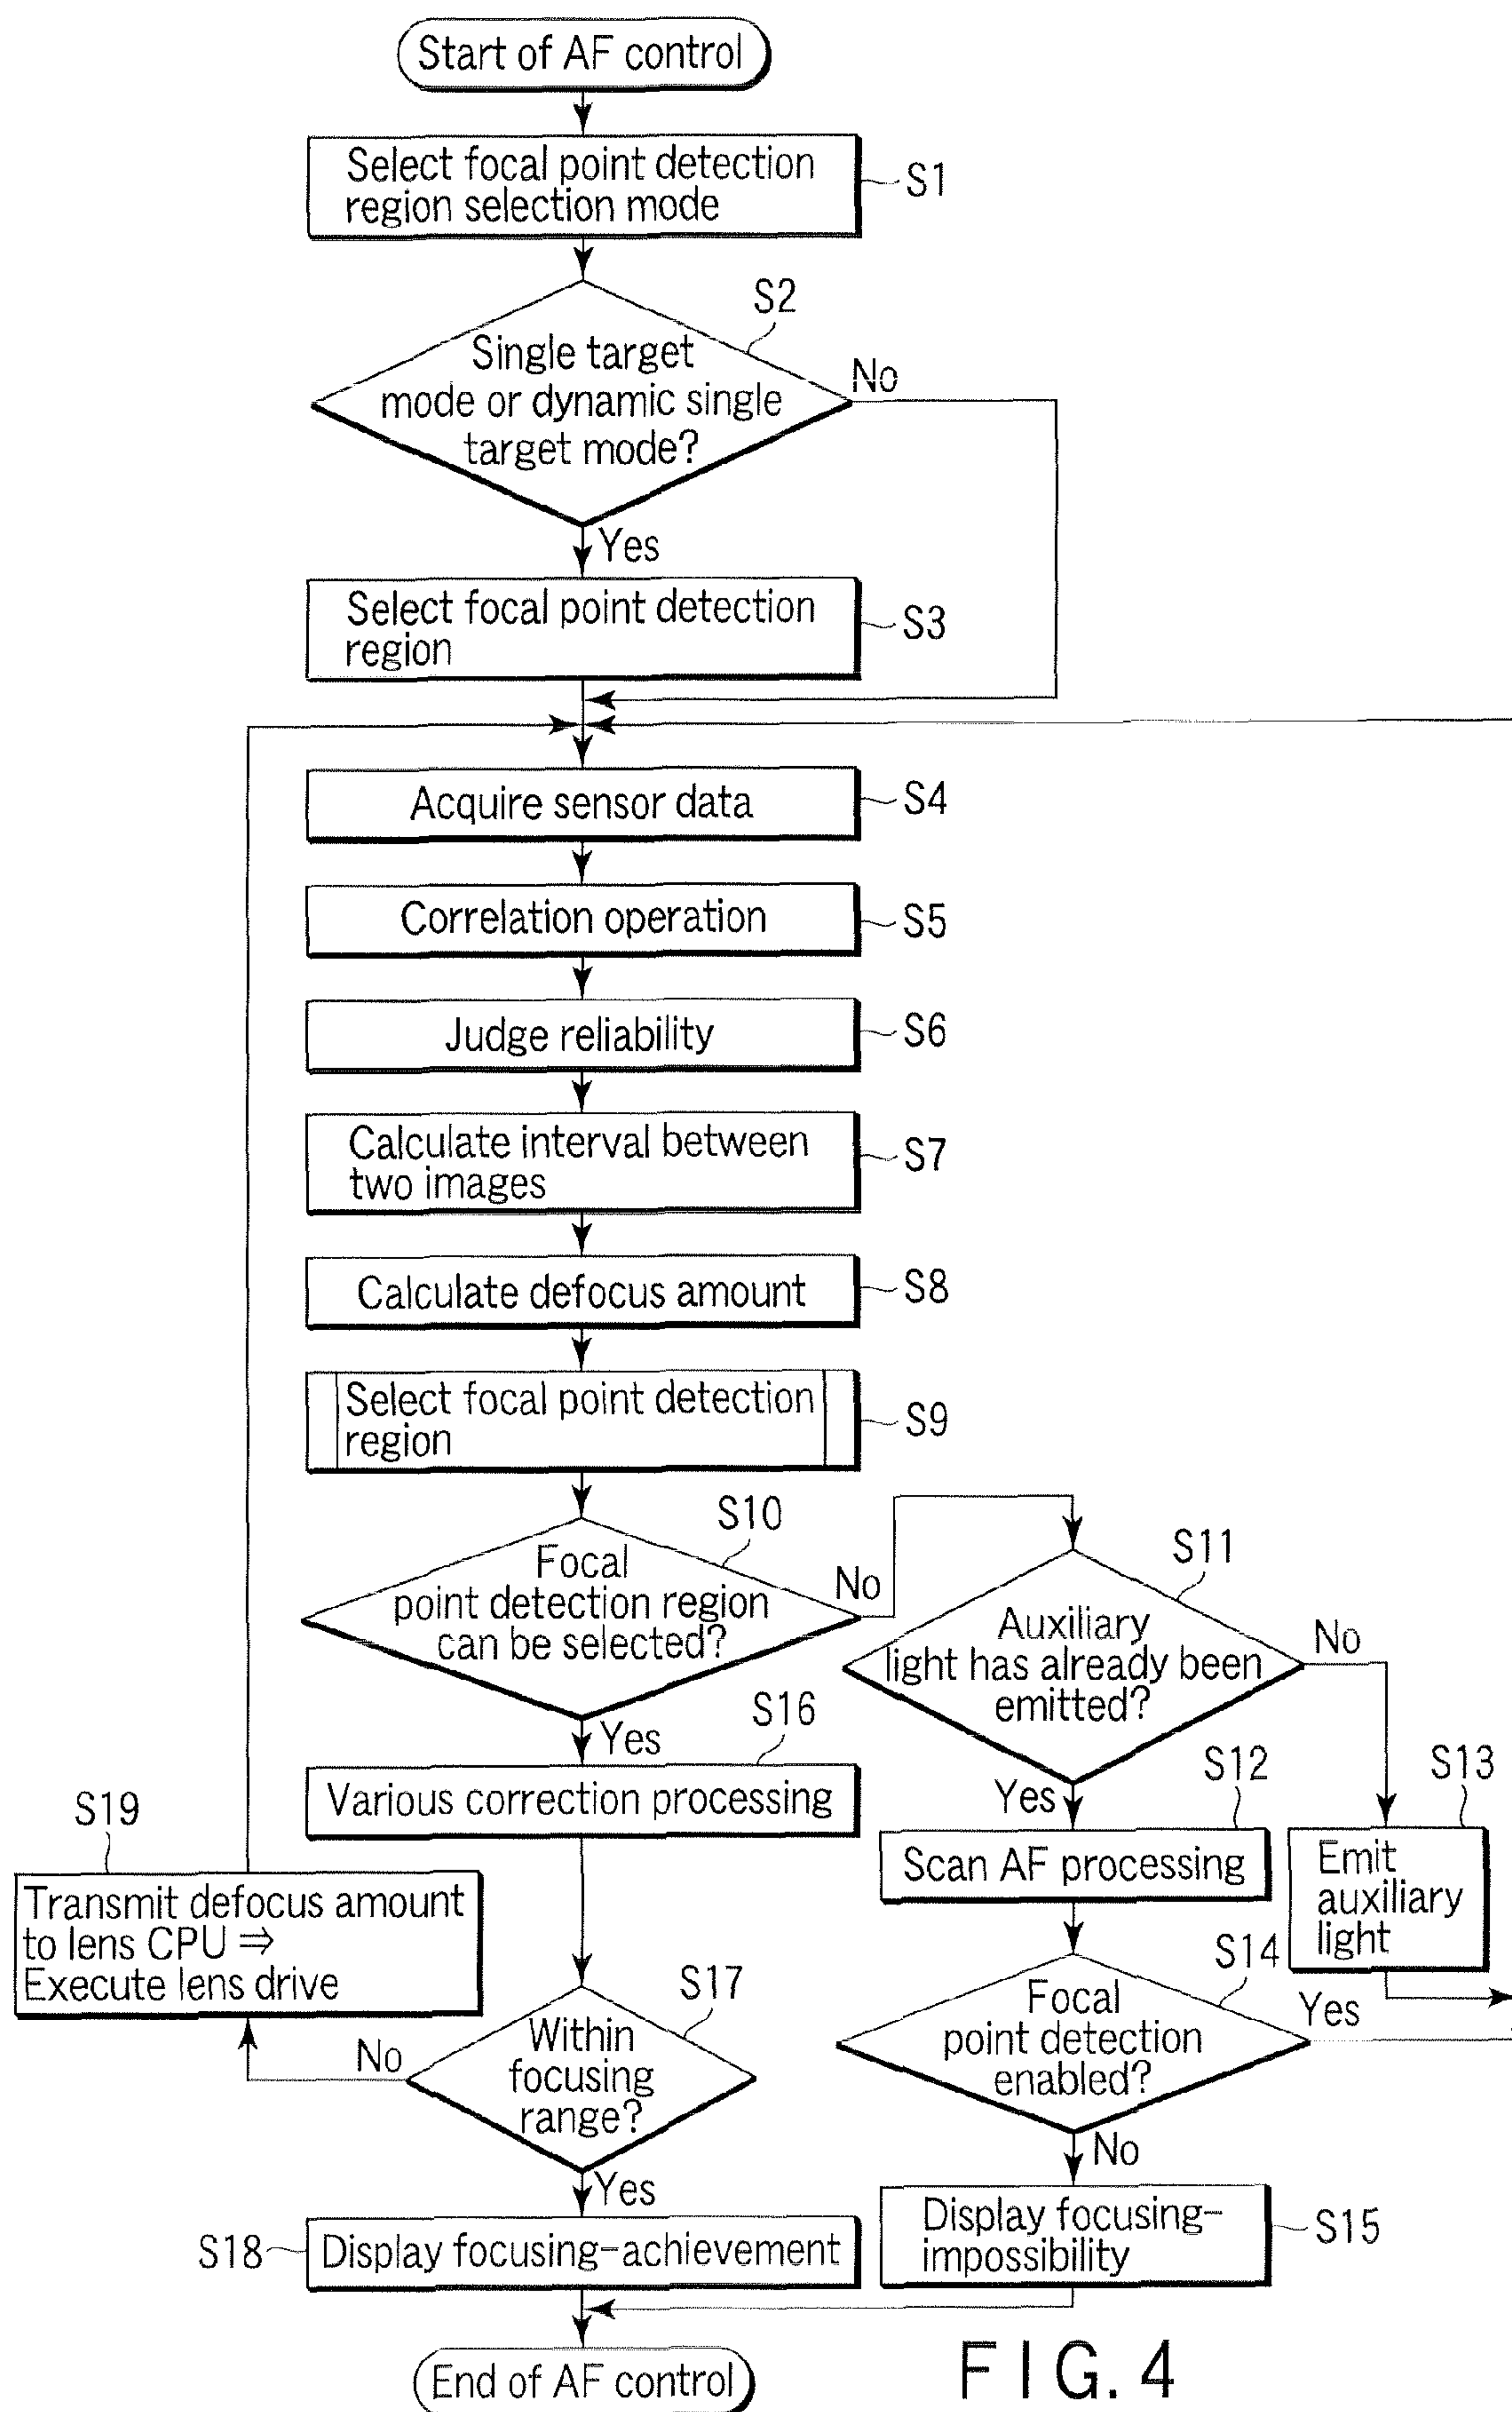 Start of AF control
Select focal point detection
region selection mode
S1
S2
Single target
mode or dynamic single
target mode?
No
Yes
Select focal point detection
region
S3
Acquire sensor data
S4
Correlation operation
S5
Judge reliability
S6
Calculate interval between
two images
S7
Calculate defocus amount
S8
Select focal point detection
region
S9
S10
Focal
point detection region
can be selected?
No
Yes
S11
Auxiliary
light has already been
emitted?
No
Yes
S16
Various correction processing
S12
Scan AF processing
S13
Emit
auxiliary
light
S19
Transmit defocus amount
to lens CPU ⇒
Execute lens drive
S17
Within
focusing
range?
No
Yes
S14
Focal
point detection
enabled?
Yes
No
S18
Display focusing-achievement
Display focusing-
impossibility
S15
End of AF control
FIG. 4